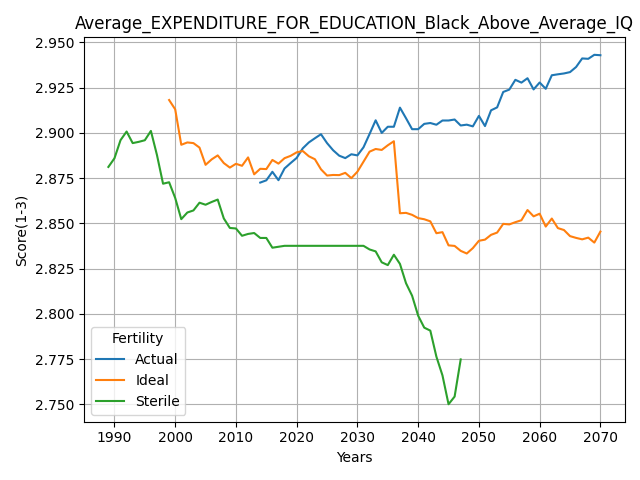 Average_EXPENDITURE_FOR_EDUCATION_Black_Above_Average_IQ
2.950
2.925
2.900
2.875
2.850
2.825
2.800
2.775
2.750
Score(1-3)
Fertility
Actual
Ideal
Sterile
1990 2000 2010 2020 2030 2040 2050 2060 2070
Years